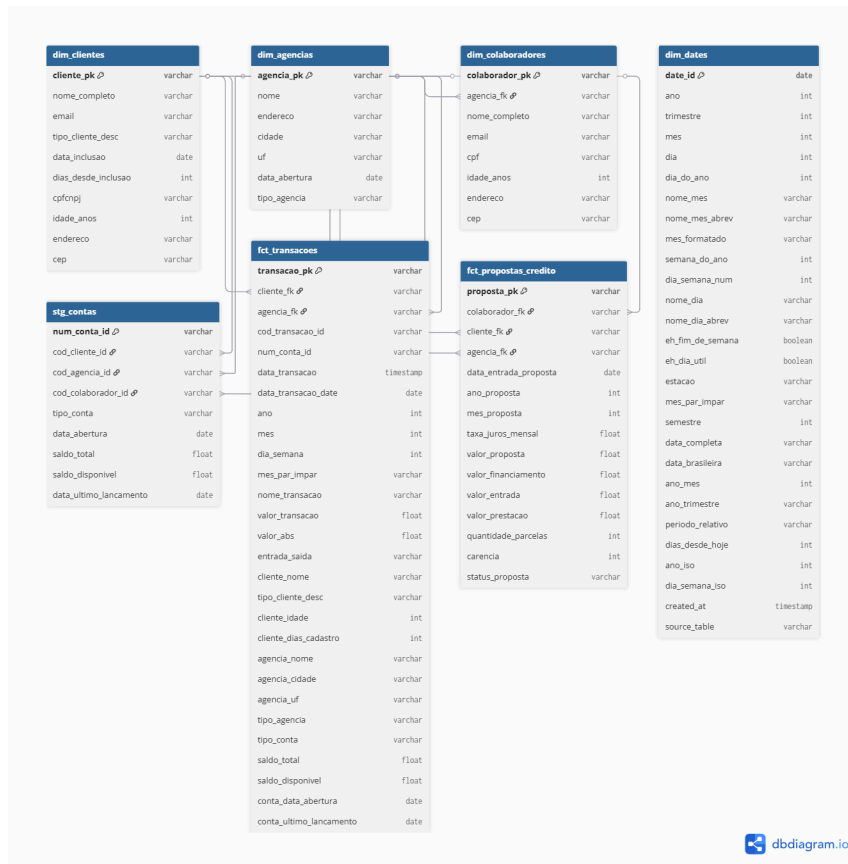 dim_clientes
cliente_pk varchar
nome_completo varchar
email varchar
tipo_cliente_desc varchar
data_inclusao date
dias_desde_inclusao int
cpfcnpj varchar
idade_anos int
endereco varchar
cep varchar
dim_agencias
agencia_pk varchar
nome varchar
endereco varchar
cidade varchar
uf varchar
data_abertura date
tipo_agencia varchar
dim_colaboradores
colaborador_pk varchar
agencia_fk varchar
nome_completo varchar
email varchar
cpf varchar
idade_anos int
endereco varchar
cep varchar
dim_dates
date_id date
ano int
trimestre int
mes int
dia int
dia_do_ano int
nome_mes varchar
nome_mes_abrev varchar
mes_formatado varchar
semana_do_ano int
dia_semana_num int
nome_dia varchar
nome_dia_abrev varchar
eh_fim_de_semana boolean
eh_dia_util boolean
estacao varchar
mes_par_impar varchar
semestre int
data_completa varchar
data_brasileira varchar
ano_mes int
ano_trimestre varchar
periodo_relativo varchar
dias_desde_hoje int
ano_iso int
dia_semana_iso int
created_at timestamp
source_table varchar
stg_contas
num_conta_id varchar
cod_cliente_id varchar
cod_agencia_id varchar
cod_colaborador_id varchar
tipo_conta varchar
data_abertura date
saldo_total float
saldo_disponivel float
data_ultimo_lancamento date
fct_transacoes
transacao_pk varchar
cliente_fk varchar
agencia_fk varchar
cod_transacao_id varchar
num_conta_id varchar
data_transacao timestamp
data_transacao_date date
ano int
mes int
dia_semana int
mes_par_impar varchar
nome_transacao varchar
valor_transacao float
valor_abs float
entrada_saida varchar
cliente_nome varchar
tipo_cliente_desc varchar
cliente_idade int
cliente_dias_cadastro int
agencia_nome varchar
agencia_cidade varchar
agencia_uf varchar
tipo_agencia varchar
tipo_conta varchar
saldo_total float
saldo_disponivel float
conta_data_abertura date
conta_ultimo_lancamento date
fct_propostas_credito
proposta_pk varchar
colaborador_fk varchar
cliente_fk varchar
agencia_fk varchar
data_entrada_proposta date
ano_proposta int
mes_proposta int
taxa_juros_mensal float
valor_proposta float
valor_financiamento float
valor_entrada float
valor_prestacao float
quantidade_parcelas int
carencia int
status_proposta varchar
dbdiagram.io